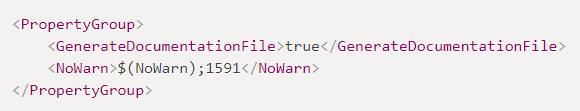 <PropertyGroup>
    <GenerateDocumentationFile>true</GenerateDocumentationFile>
    <NoWarn>$(NoWarn);1591</NoWarn>
</PropertyGroup>